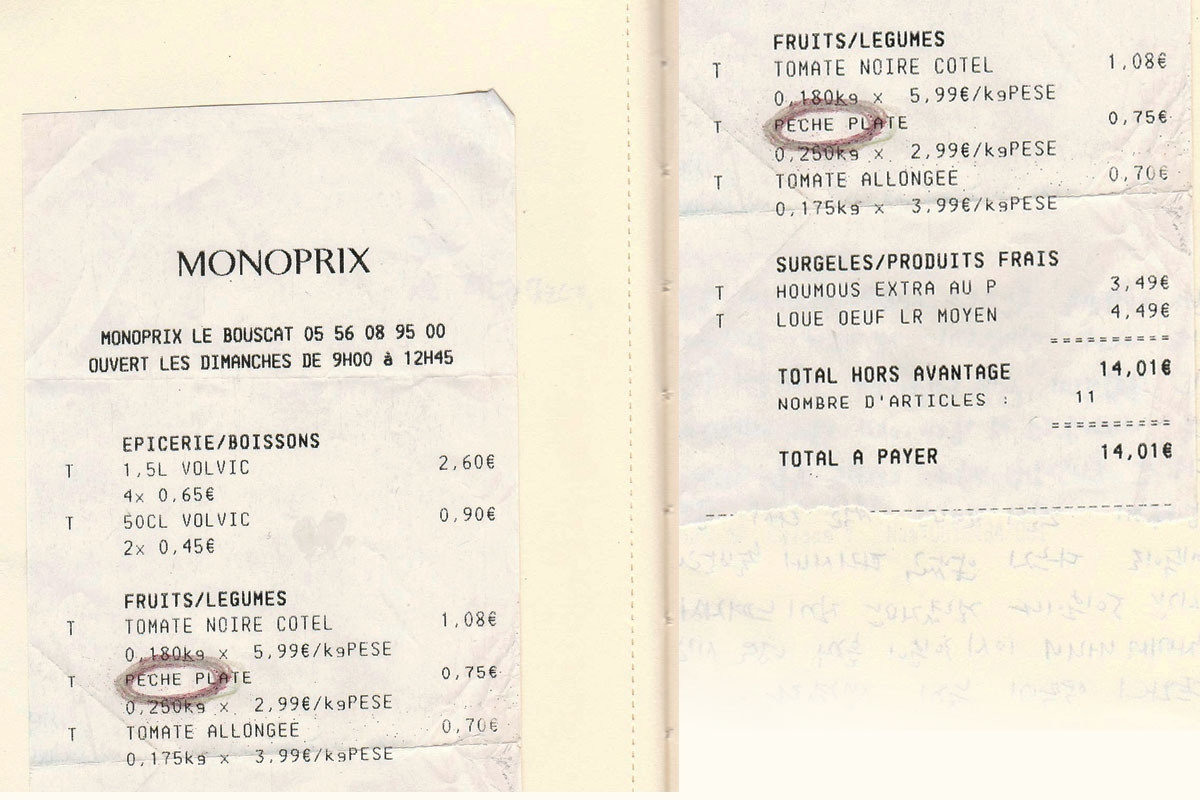 MONOPRIX
MONOPRIX LE BOUSCAT 05 56 08 95 00
OUVERT LES DIMANCHES DE 9H00 à 12H45
EPICERIE/BOISSONS
T 1,5L VOLVIC 2,60€
4x 0,65€
T 50CL VOLVIC 0,90€
2x 0,45€
FRUITS/LEGUMES
T TOMATE NOIRE COTEL 1,08€
0,180kg x 5,99€/kgPESE
T PECHE PLATE 0,75€
0,250kg x 2,99€/kgPESE
T TOMATE ALLONGEE 0,70€
0,175kg x 3,99€/kgPESE
FRUITS/LEGUMES
T TOMATE NOIRE COTEL 1,08€
0,180kg x 5,99€/kgPESE
T PECHE PLATE 0,75€
0,250kg x 2,99€/kgPESE
T TOMATE ALLONGEE 0,70€
0,175kg x 3,99€/kgPESE
SURGELES/PRODUITS FRAIS
T HOUMOUS EXTRA AU P 3,49€
T LOUE OEUF LR MOYEN 4,49€
==========
TOTAL HORS AVANTAGE 14,01€
NOMBRE D'ARTICLES : 11
==========
TOTAL A PAYER 14,01€